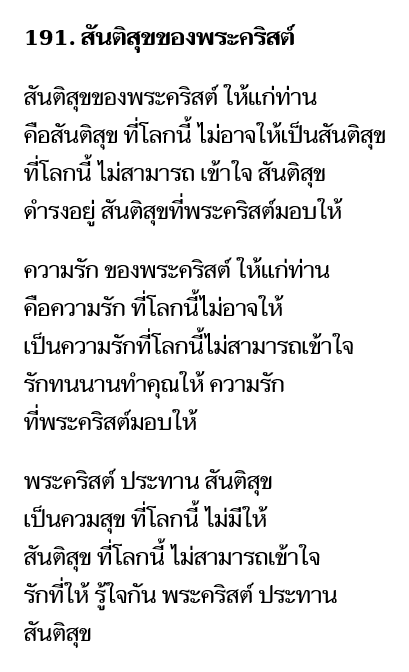 191. สันติสุขของพระคริสต์
สันติสุขของพระคริสต์ ให้แก่ท่าน
คือสันติสุข ที่โลกนี้ ไม่อาจให้เป็นสันติสุข
ที่โลกนี้ ไม่สามารถ เข้าใจ สันติสุข
ดำรงอยู่ สันติสุขที่พระคริสต์มอบให้
ความรัก ของพระคริสต์ ให้แก่ท่าน
คือความรัก ที่โลกนี้ไม่อาจให้
เป็นความรักที่โลกนี้ไม่สามารถเข้าใจ
รักทนนานทำคุณให้ ความรัก
ที่พระคริสต์มอบให้
พระคริสต์ ประทาน สันติสุข
เป็นควมสุข ที่โลกนี้ ไม่มีให้
สันติสุข ที่โลกนี้ ไม่สามารถเข้าใจ
รักที่ให้ รู้ใจกัน พระคริสต์ ประทาน
สันติสุข